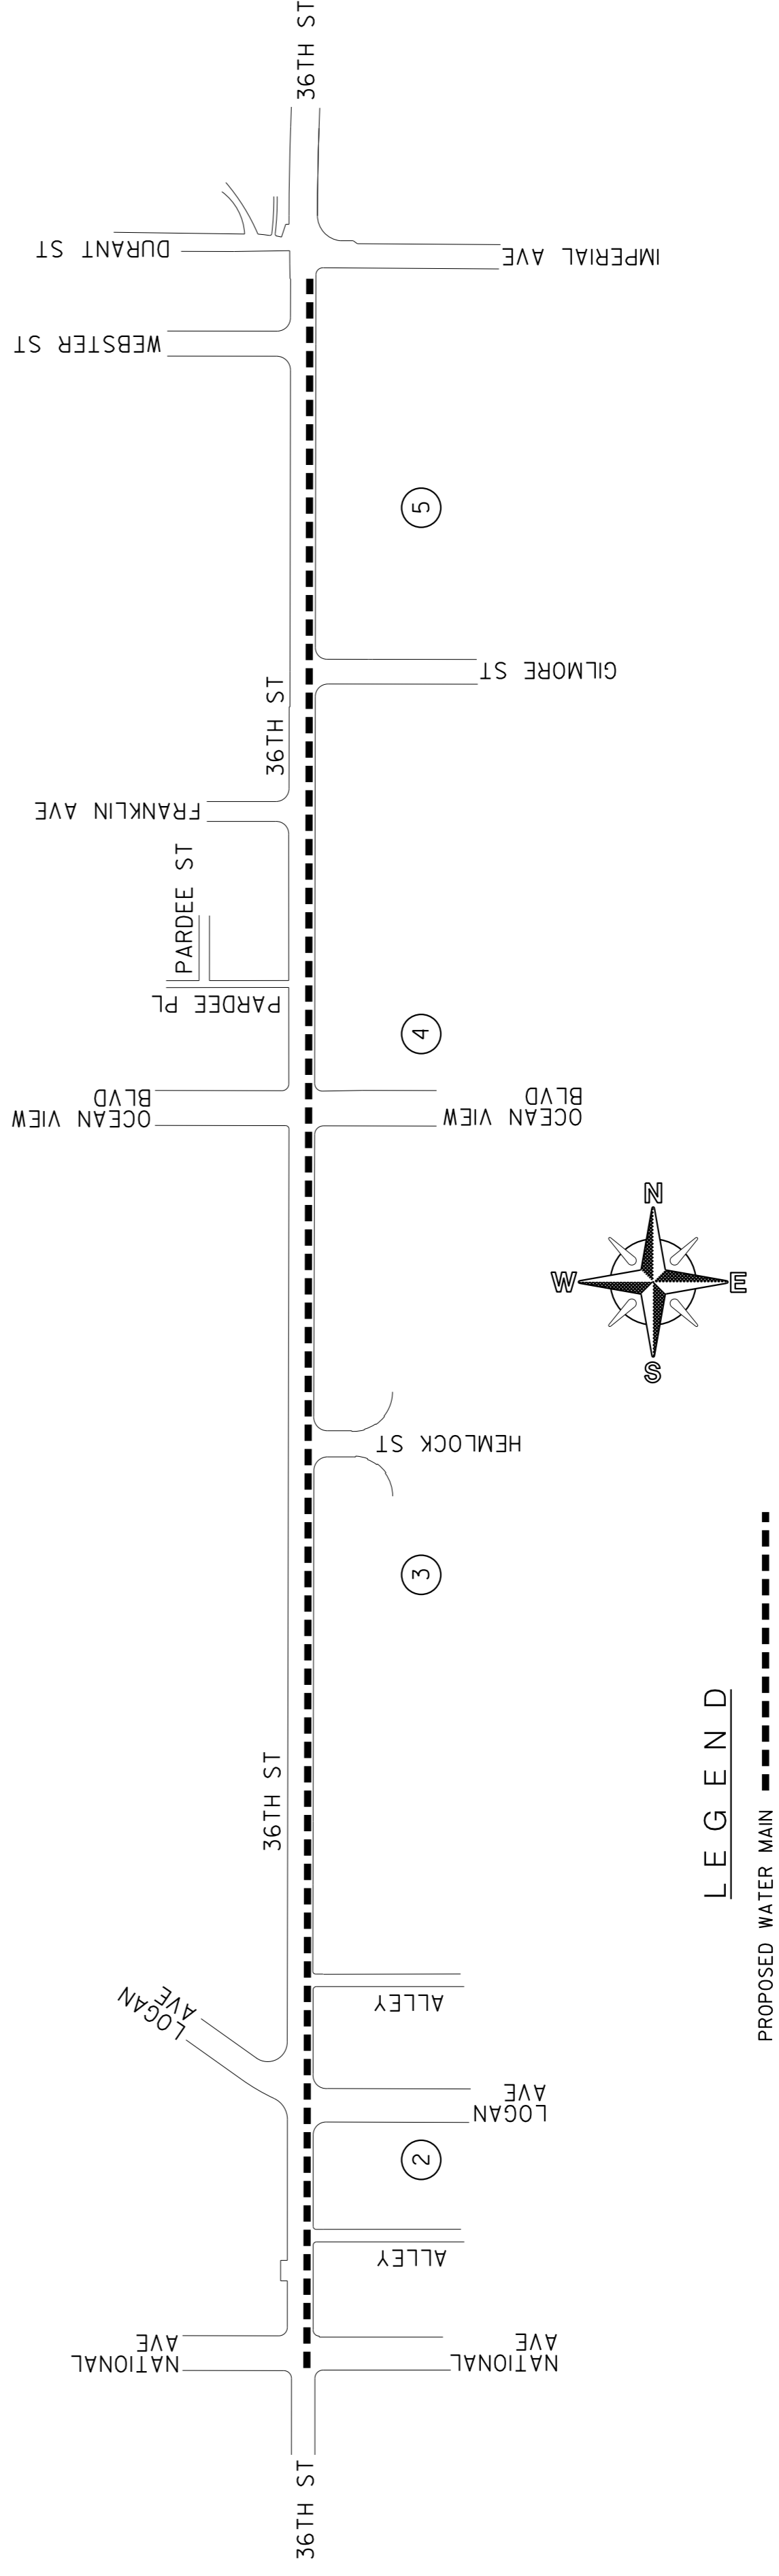 36TH ST
DURANT ST
IMPERIAL AVE
WEBSTER ST
5
GILMORE ST
36TH ST
FRANKLIN AVE
PARDEE ST
PARDEE PL
4
OCEAN VIEW
BLVD
OCEAN VIEW
BLVD
N
W
E
S
HEMLOCK ST
3
LEGEND
PROPOSED WATER MAIN
36TH ST
LOGAN
AVE
ALLEY
LOGAN
AVE
2
ALLEY
NATIONAL
AVE
NATIONAL
AVE
36TH ST